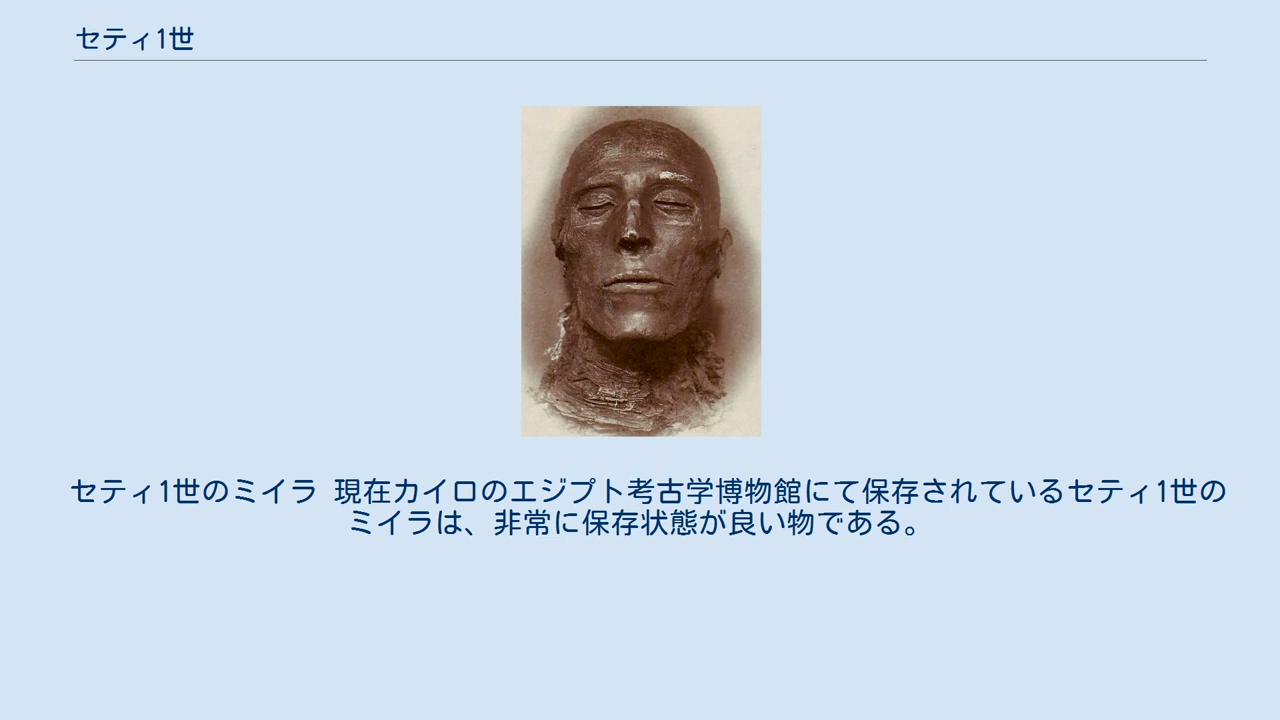 セティ1世
セティ1世のミイラ 現在カイロのエジプト考古学博物館にて保存されているセティ1世の
ミイラは、非常に保存状態が良い物である。